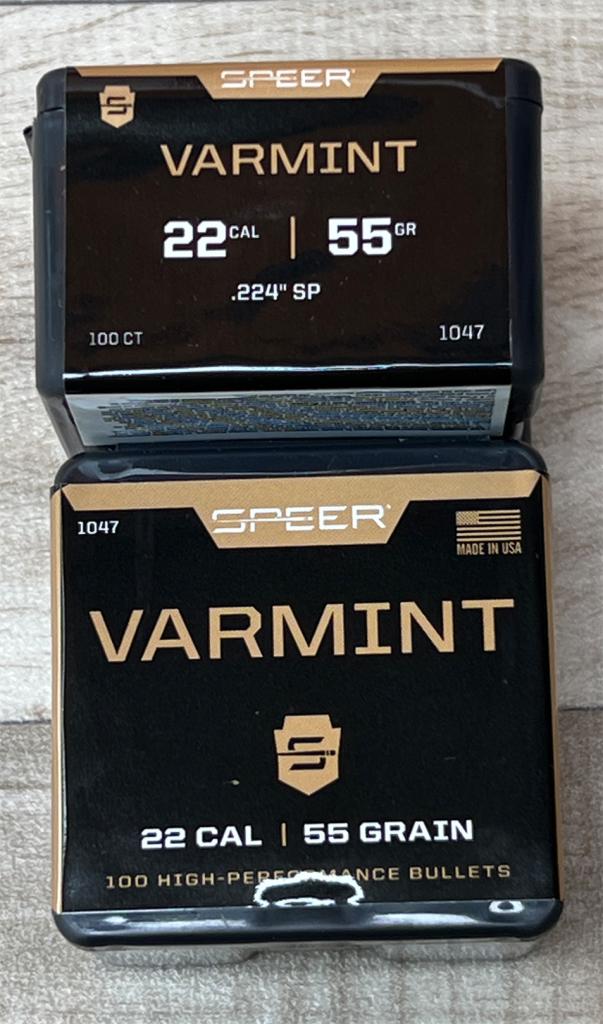 SPEER
VARMINT
22 CAL | 55 GR
.224" SP
100 CT 1047
SPEER
1047
MADE IN USA
VARMINT
22 CAL | 55 GRAIN
100 HIGH-PERFORMANCE BULLETS